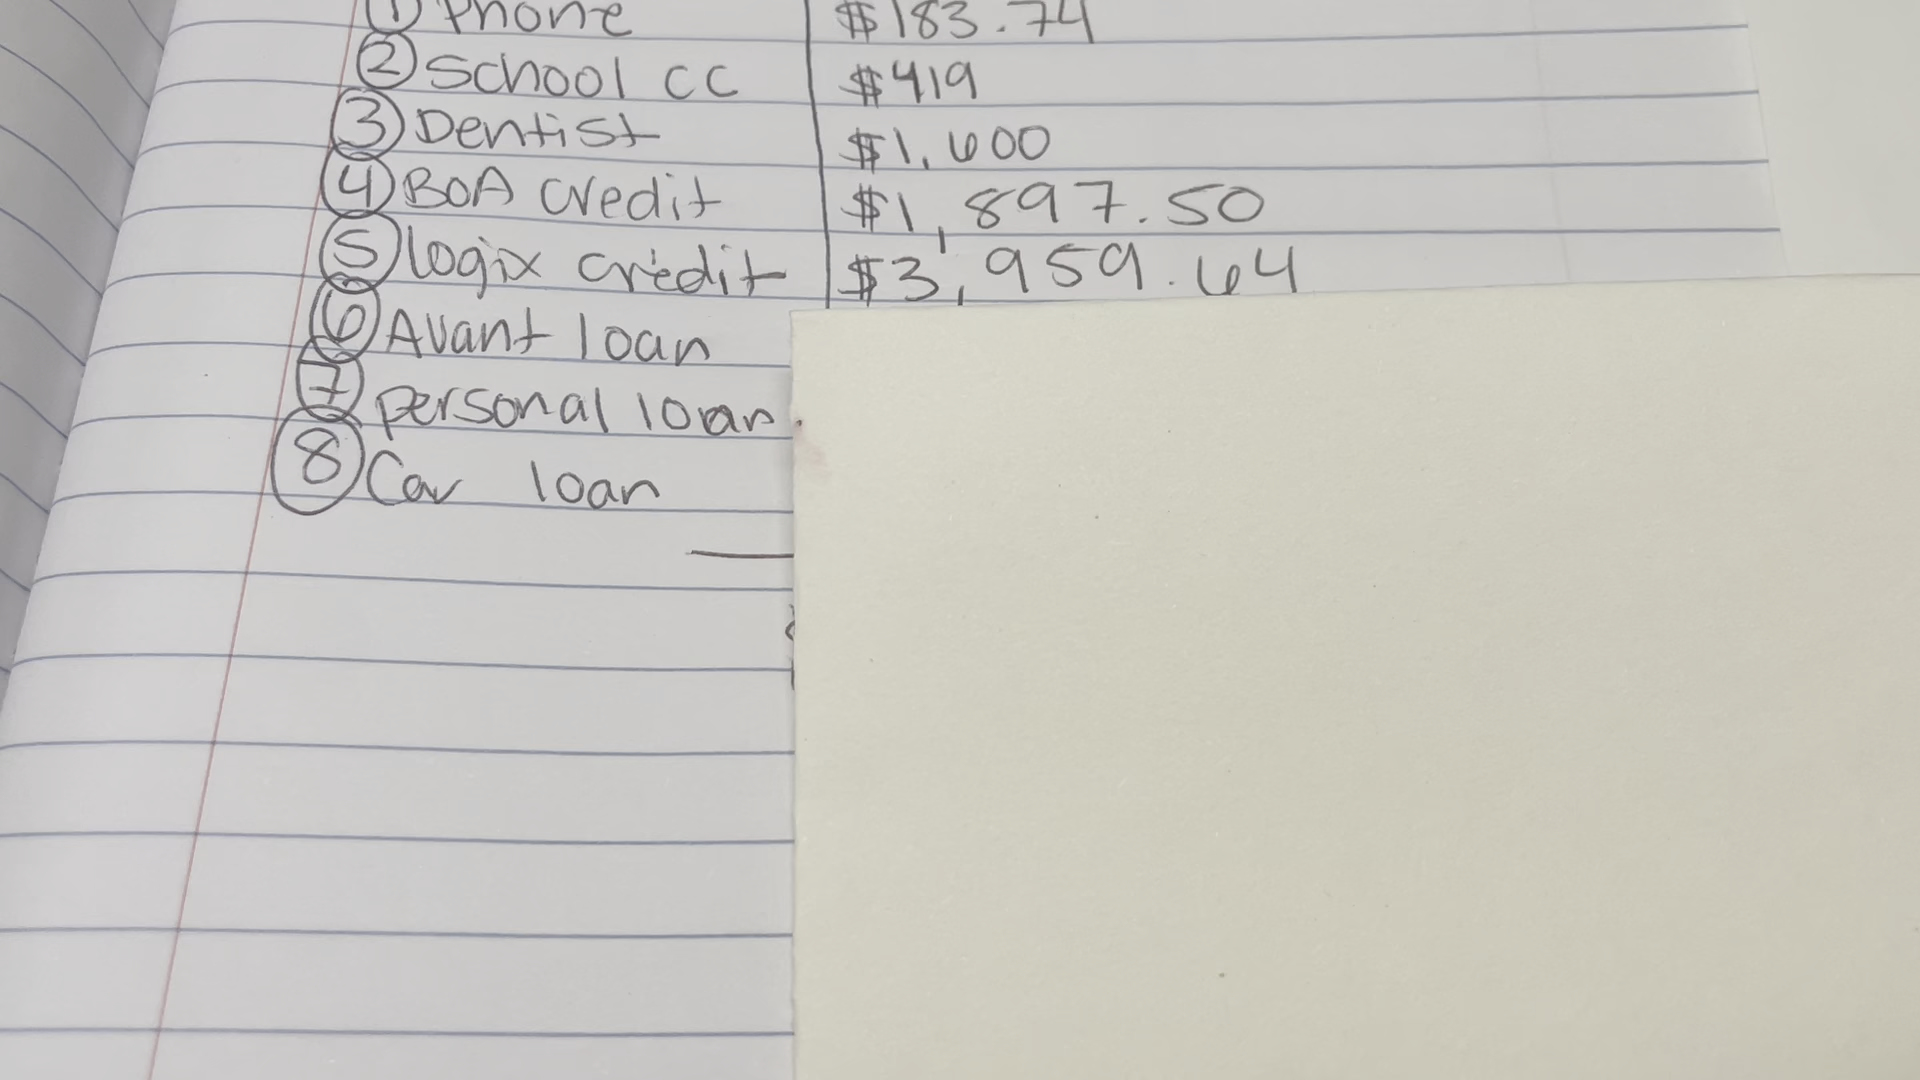 ① Phone $183.74
② School CC $419
③ Dentist $1,600
④ BOA credit $1,897.50
⑤ logix credit $3,959.64
⑥ Avant loan
⑦ personal loan
⑧ Car loan